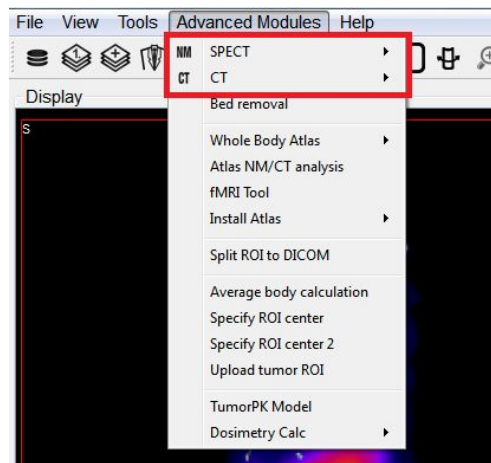 File View Tools Advanced Modules Help
NM SPECT
CT CT
Bed removal
Display
S
Whole Body Atlas
Atlas NM/CT analysis
fMRI Tool
Install Atlas
Split ROI to DICOM
Average body calculation
Specify ROI center
Specify ROI center 2
Upload tumor ROI
TumorPK Model
Dosimetry Calc